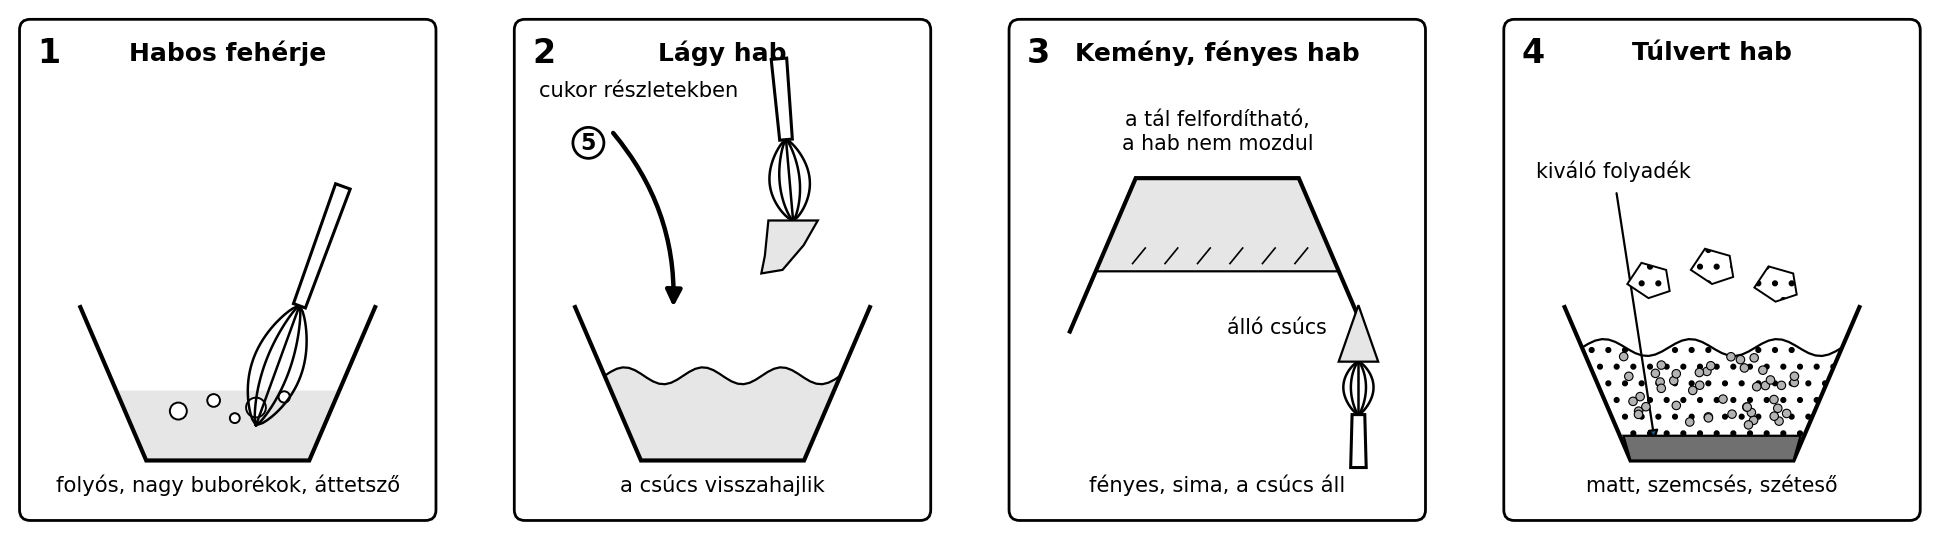 1 Habos fehérje
folyós, nagy buborékok, áttetsző
2 Lágy hab
cukor részletekben
5
a csúcs visszahajlik
3 Kemény, fényes hab
a tál felfordítható,
a hab nem mozdul
álló csúcs
fényes, sima, a csúcs áll
4 Túlvert hab
kiváló folyadék
matt, szemcsés, széteső